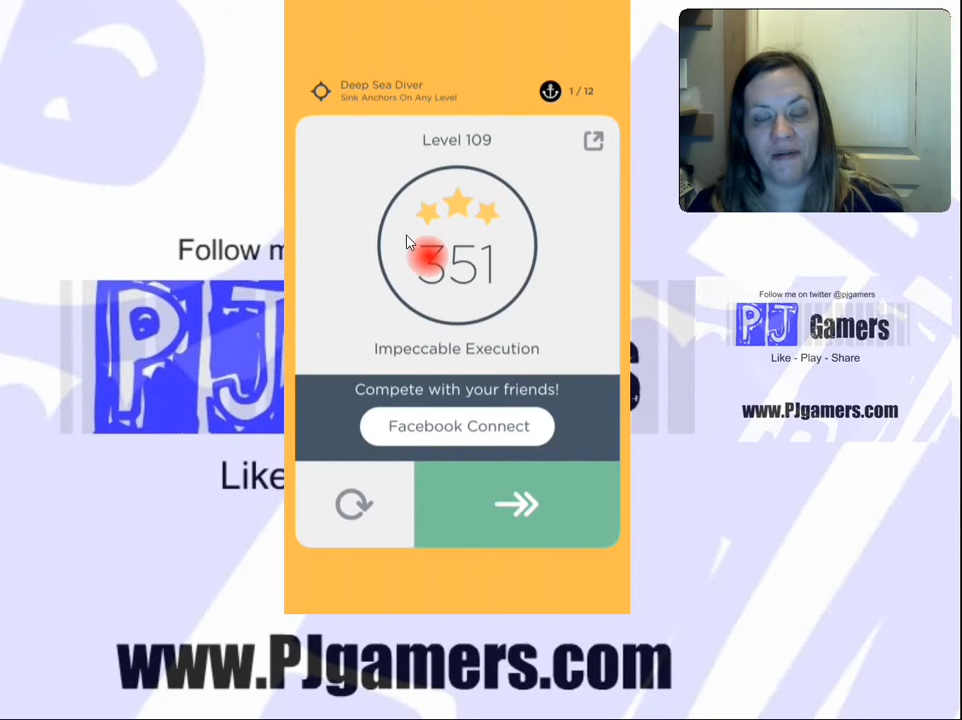 Deep Sea Diver
Sink Anchors On Any Level
1 / 12
Level 109
351
Impeccable Execution
Compete with your friends!
Facebook Connect
Follow m
PJ
Like
www.PJgamers.com
Follow me on twitter @pjgamers
PJ Gamers
Like - Play - Share
www.PJgamers.com